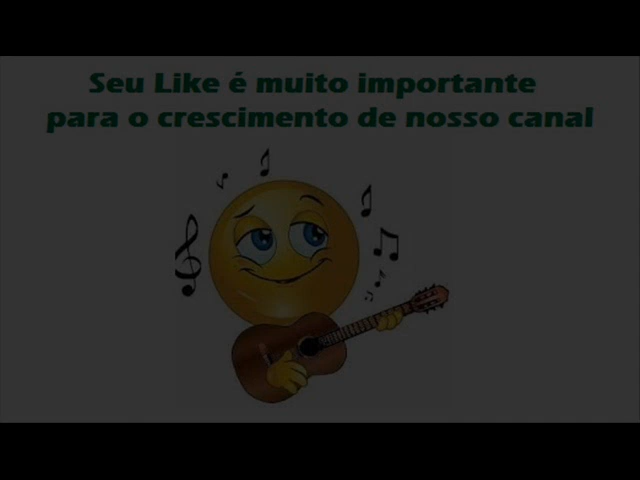 Seu Like é muito importante
para o crescimento de nosso canal